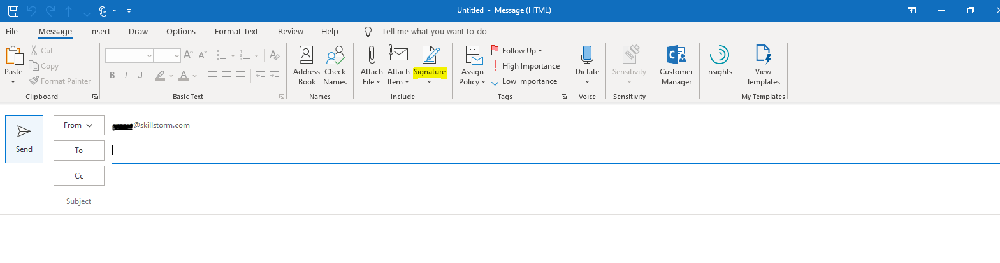 Untitled - Message (HTML)
File Message Insert Draw Options Format Text Review Help Tell me what you want to do
Paste
Cut
Copy
Format Painter
Clipboard
B I U A
Basic Text
Address Book
Check Names
Names
Attach File
Attach Item
Signature
Include
Assign Policy
Follow Up
High Importance
Low Importance
Tags
Dictate
Voice
Sensitivity
Sensitivity
Customer Manager
Insights
View Templates
My Templates
Send
From @skillstorm.com
To
Cc
Subject